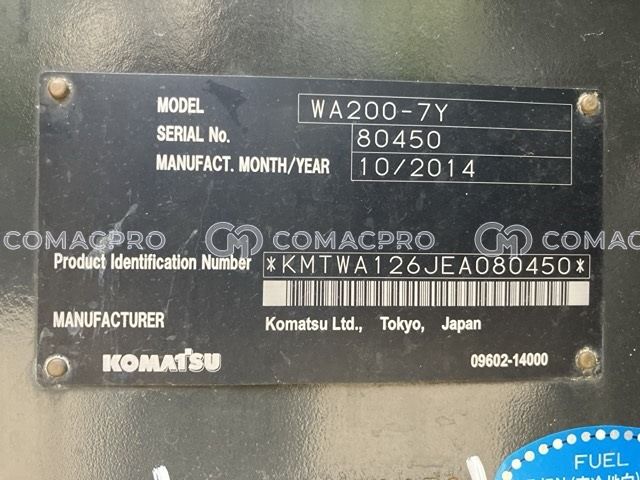 MODEL WA200-7Y
SERIAL No. 80450
MANUFACT. MONTH/YEAR 10/2014
COMACPRO COMACPRO COMACPRO
Product Identification Number *KMTWA126JEA080450*
MANUFACTURER Komatsu Ltd., Tokyo, Japan
KOMATSU 09602-14000
FUEL